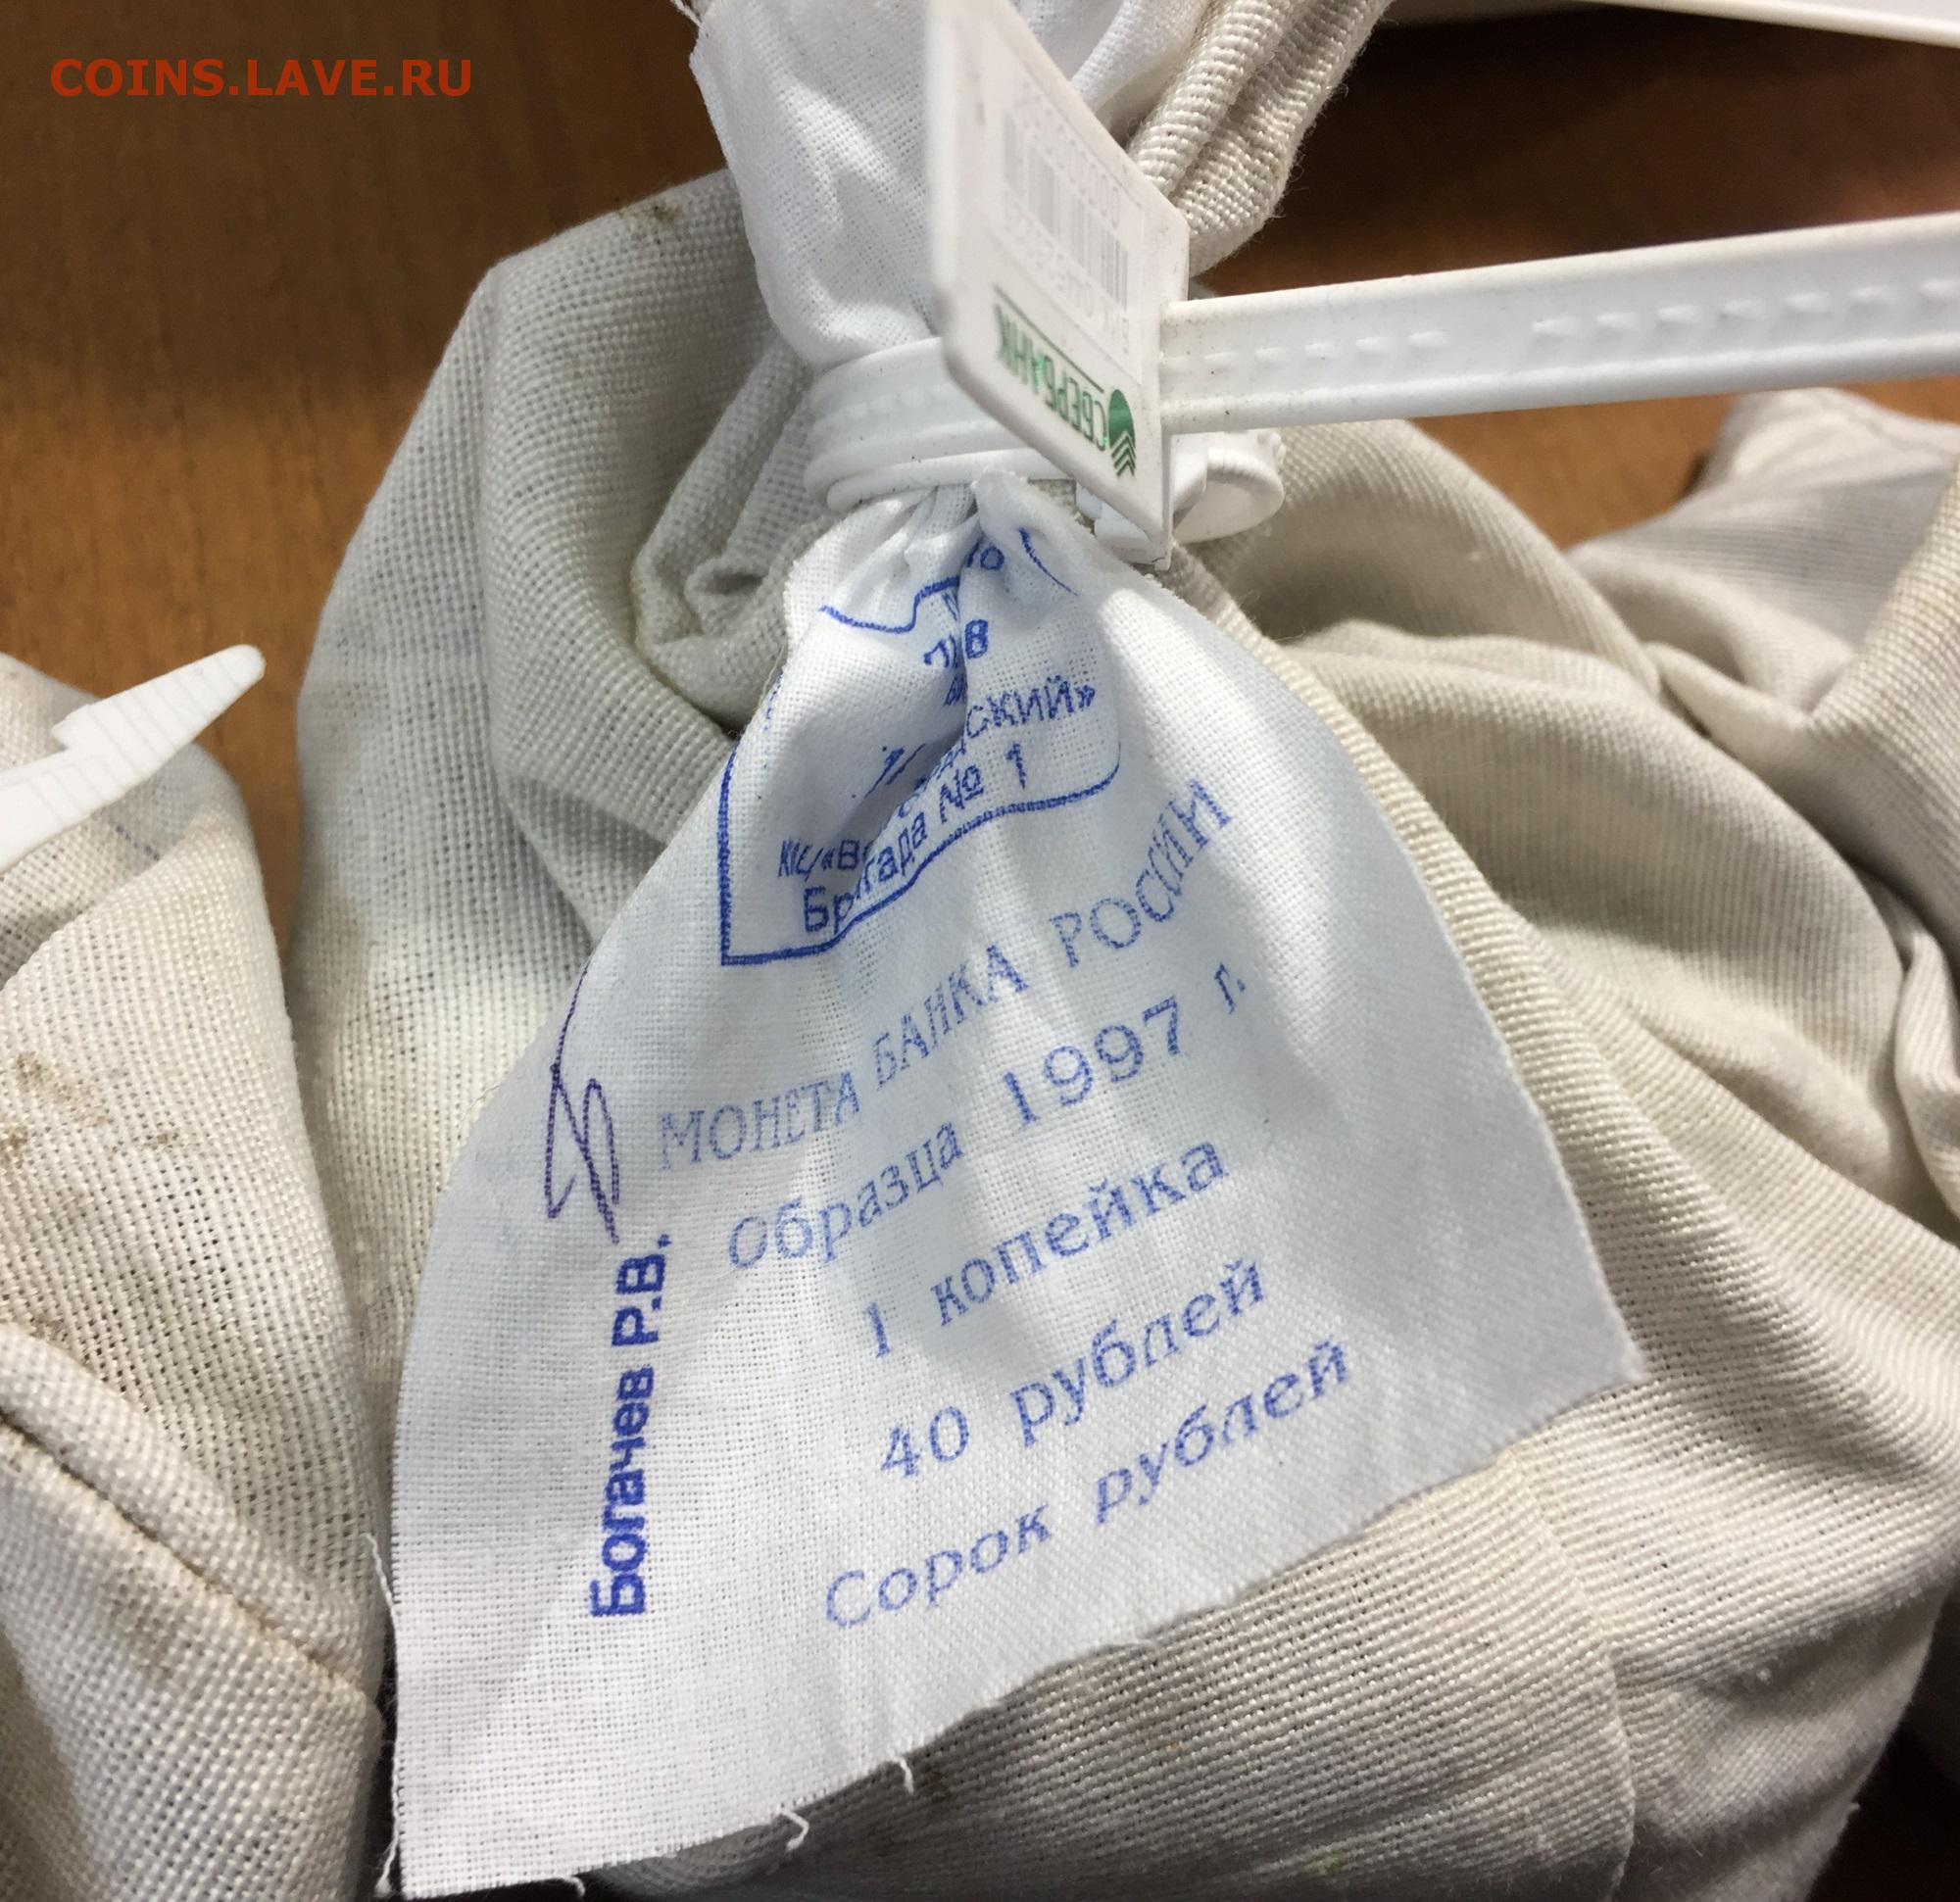 COINS.LAVE.RU
СБЕРБАНК
Бригада № 1
МОНЕТА БАНКА РОССИИ
Образца 1997 г.
1 копейка
40 рублей
Сорок рублей
Богачев Р.В.